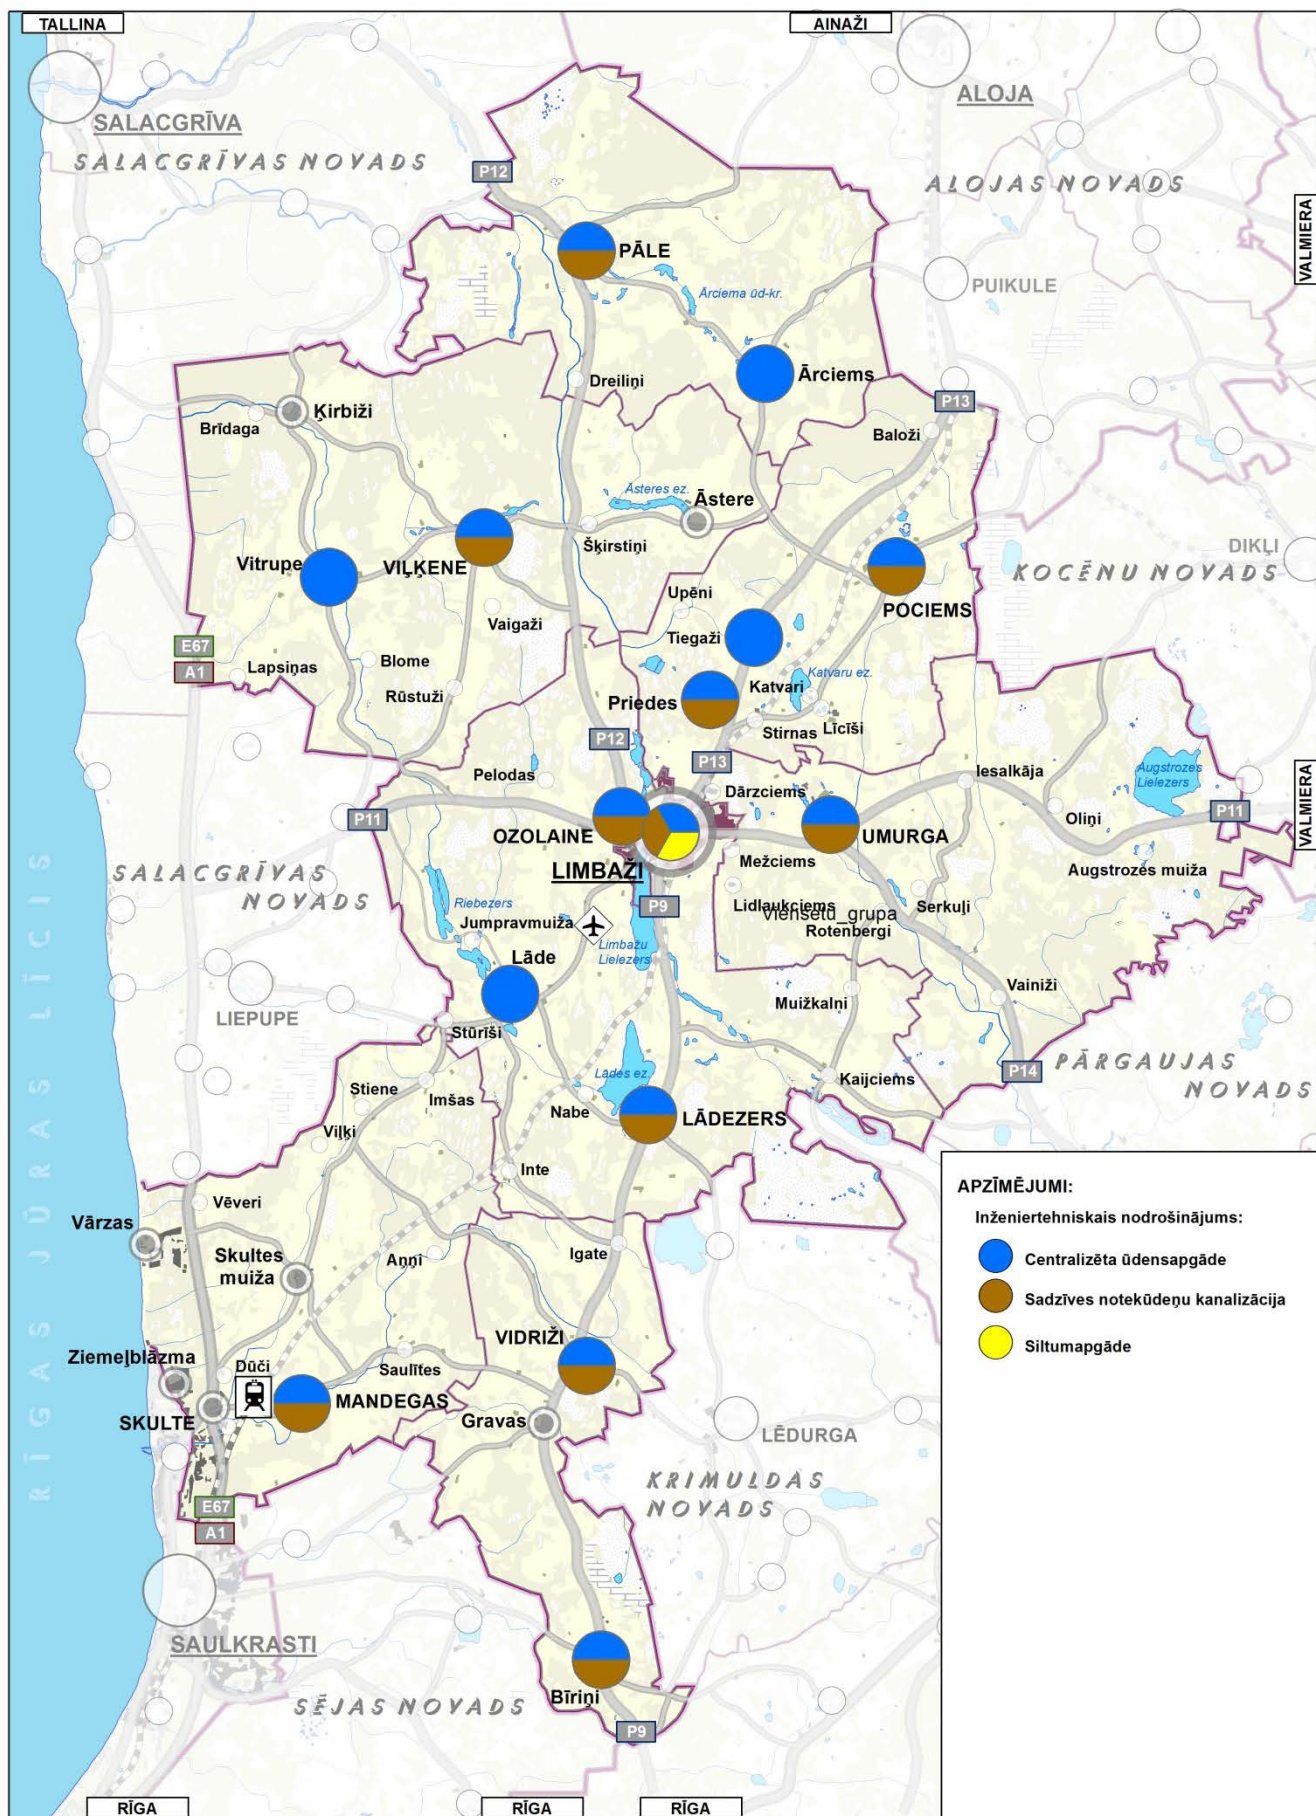 TALLINA
AINAŽI
SALACGRĪVA
ALOJA
SALACGRĪVAS NOVADS
P12
ALOJAS NOVADS
VALMIERA
PĀLE
PUIKULE
Ārciema ūd-kr.
Dreiliņi
Ārciems
P13
Ķirbiži
Brīdaga
Baloži
Āsteres ez.
Āstere
Šķirstiņi
DIKĻI
KOCĒNU NOVADS
Vitrupe
VIĻĶENE
POCIEMS
Upēni
Vaigaži
Tiegaži
E67
A1
Lapsiņas
Blome
Rūstuži
Katvaru ez.
Katvari
Priedes
Līcīši
Stirnas
P12
P13
Pelodas
Dārzciems
Iesalkāja
Augstrozes
Lielezers
VALMIERA
P11
P11
Oliņi
OZOLAINE
UMURGA
LIMBAŽI
Mežciems
Augstrozes muiža
SALACGRĪVAS
NOVADS
Riebezers
P9
Lidlaukciems
Viensētu_grupa
Serkuļi
Jumpravmuiža
Rotenbergi
Limbažu
Lielezers
Lāde
LIEPUPE
Muižkalni
Vainiži
Stūrīši
RĪGAS JŪRAS LĪCIS
PĀRGAUJAS
NOVADS
P14
Lādes ez.
Kaijciems
Stiene
Imšas
Nabe
LĀDEZERS
Viļķi
Inte
Vēveri
Vārzas
Skultes
muiža
Aņņi
Igate
APZĪMĒJUMI:
Inženiertehniskais nodrošinājums:
Centralizēta ūdensapgāde
Sadzīves notekūdeņu kanalizācija
Siltumapgāde
VIDRIŽI
Ziemeļblāzma
Dūči
Saulītes
MANDEGAS
SKULTE
Gravas
LĒDURGA
KRIMULDAS
NOVADS
E67
A1
SAULKRASTI
SĒJAS NOVADS
Bīriņi
P9
RĪGA
RĪGA
RĪGA